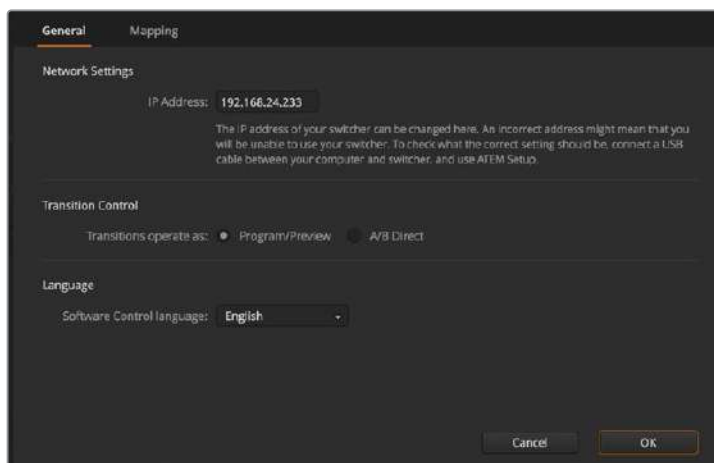 General Mapping
Network Settings
IP Address: 192.168.24.233
The IP address of your switcher can be changed here. An incorrect address might mean that you
will be unable to use your switcher. To check what the correct setting should be, connect a USB
cable between your computer and switcher, and use ATEM Setup.
Transition Control
Transitions operate as: Program/Preview A/B Direct
Language
Software Control language: English
Cancel OK